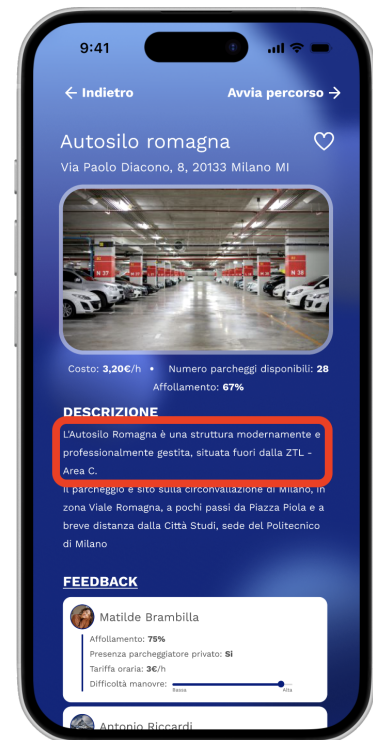 9:41
← Indietro
Avvia percorso →
Autosilo romagna
Via Paolo Diacono, 8, 20133 Milano MI
N 37
N 38
Costo: 3,20€/h • Numero parcheggi disponibili: 28
Affollamento: 67%
DESCRIZIONE
L'Autosilo Romagna è una struttura modernamente e
professionalmente gestita, situata fuori dalla ZTL -
Area C.
Il parcheggio è sito sulla circonvallazione di Milano, in
zona Viale Romagna, a pochi passi da Piazza Piola e a
breve distanza dalla Città Studi, sede del Politecnico
di Milano
FEEDBACK
Matilde Brambilla
Affollamento: 75%
Presenza parcheggiatore privato: Si
Tariffa oraria: 3€/h
Difficoltà manovre:
Bassa
Alta
Antonio Riccardi